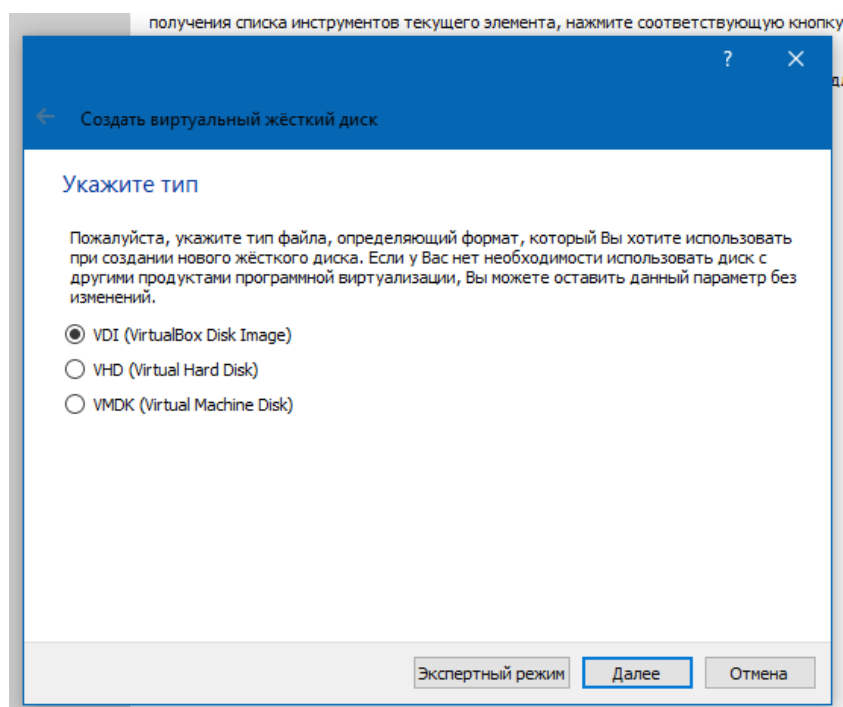 получения списка инструментов текущего элемента, нажмите соответствующую кнопку
?
Создать виртуальный жёсткий диск
Укажите тип
Пожалуйста, укажите тип файла, определяющий формат, который Вы хотите использовать
при создании нового жёсткого диска. Если у Вас нет необходимости использовать диск с
другими продуктами программной виртуализации, Вы можете оставить данный параметр без
изменений.
VDI (VirtualBox Disk Image)
VHD (Virtual Hard Disk)
VMDK (Virtual Machine Disk)
Экспертный режим Далее Отмена